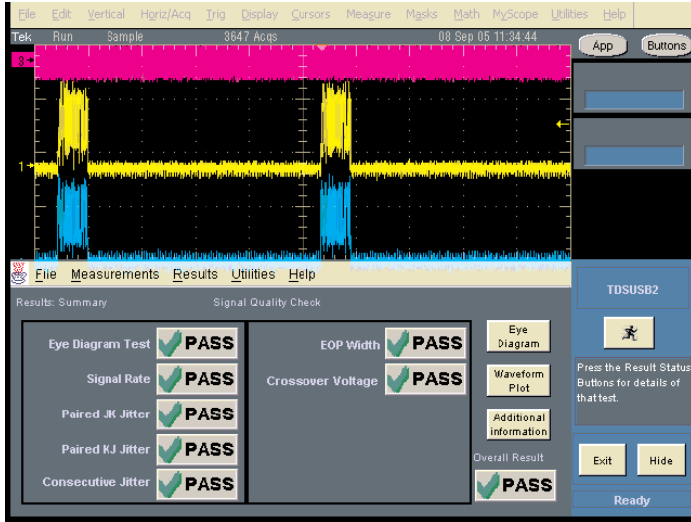 File Edit Vertical Horiz/Acq Trig Display Cursors Measure Masks Math MyScope Utilities Help
Tek Run Sample 3647 Acqs 08 Sep 05 11:34:44
App Buttons
3
1
File Measurements Results Utilities Help
Results: Summary Signal Quality Check
Eye Diagram Test PASS
Signal Rate PASS
Paired JK Jitter PASS
Paired KJ Jitter PASS
Consecutive Jitter PASS
EOP Width PASS
Crossover Voltage PASS
Eye
Diagram
Waveform
Plot
Additional
information
Overall Result
PASS
TDSUSB2
Press the Result Status
Buttons for details of
that test.
Exit Hide
Ready